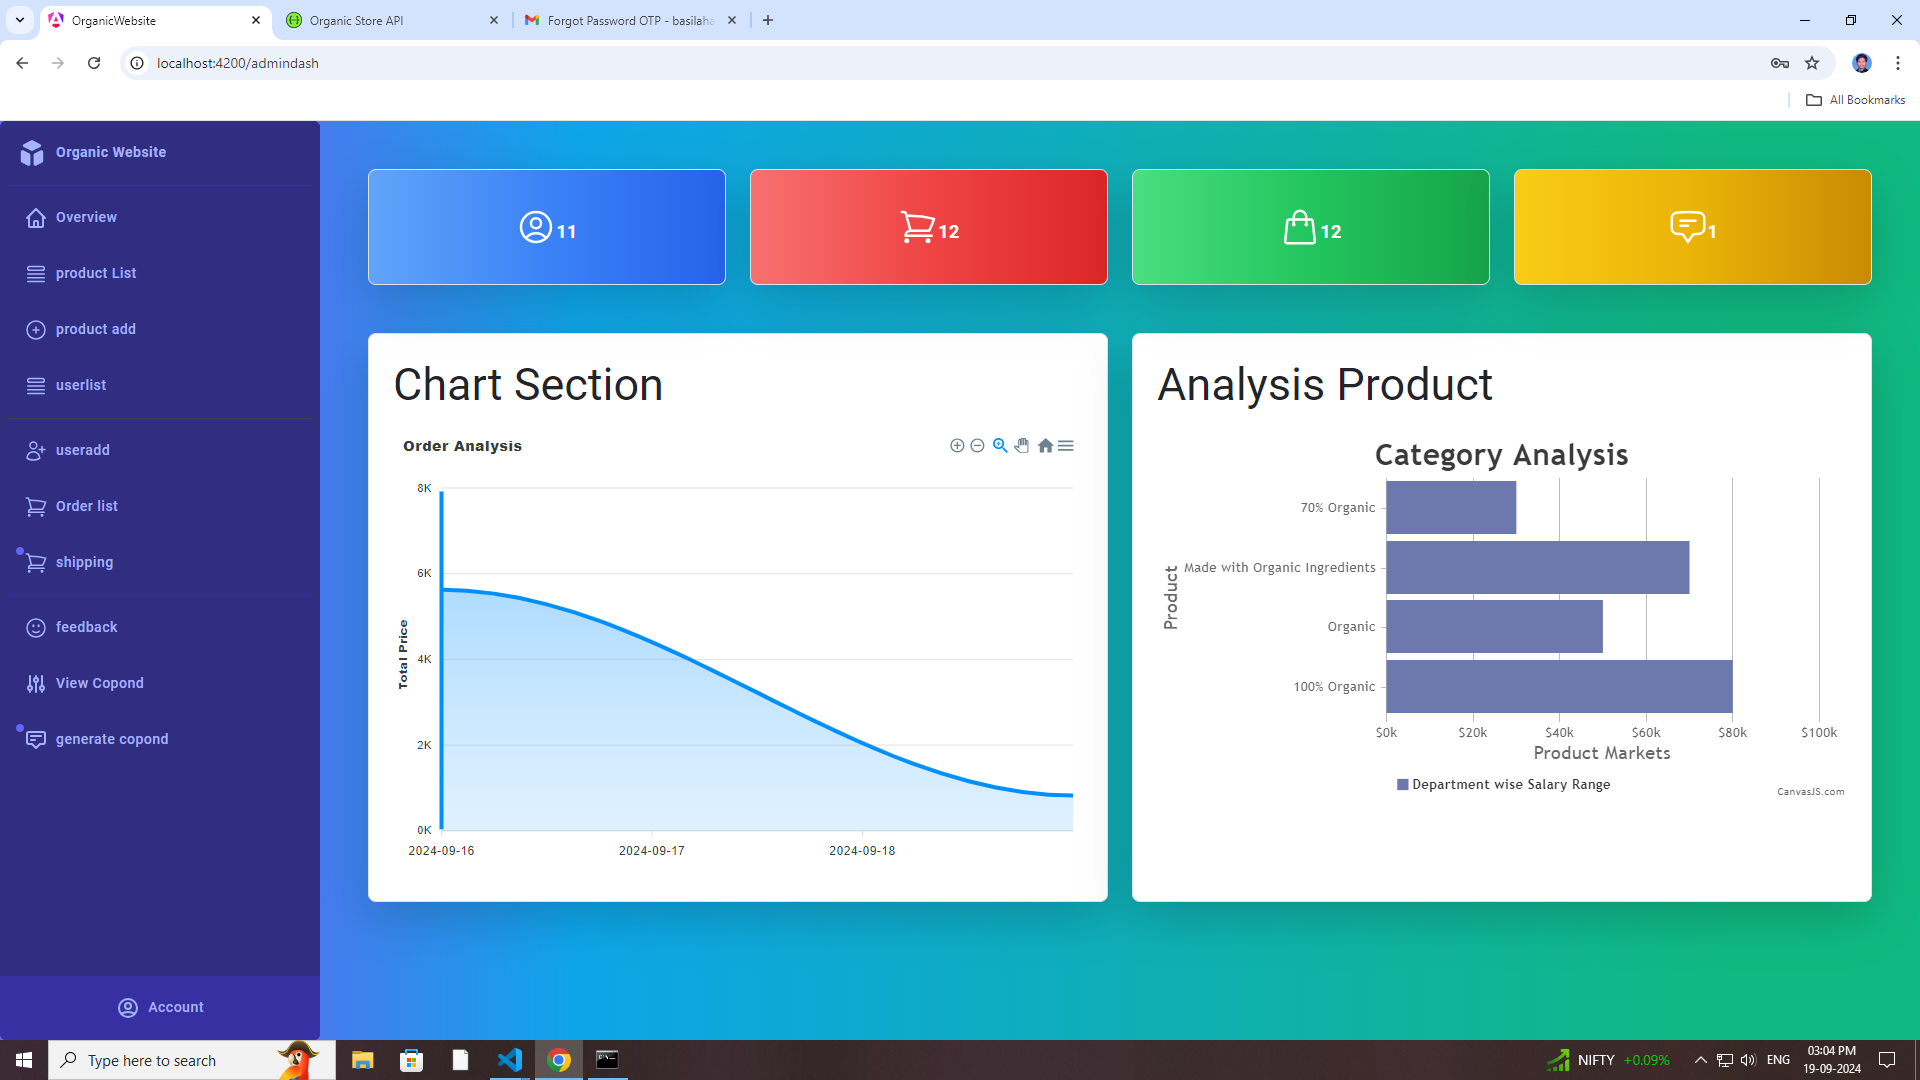 OrganicWebsite
Organic Store API
Forgot Password OTP - basilaha
localhost:4200/admindash
All Bookmarks
Organic Website
Overview
product List
product add
userlist
useradd
Order list
shipping
feedback
View Copond
generate copond
Account
11
12
12
1
Chart Section
Order Analysis
8K
6K
4K
2K
0K
Total Price
2024-09-16
2024-09-17
2024-09-18
Analysis Product
Category Analysis
70% Organic
Made with Organic Ingredients
Organic
100% Organic
Product
$0k
$20k
$40k
$60k
$80k
$100k
Product Markets
Department wise Salary Range
CanvasJS.com
Type here to search
NIFTY +0.09%
ENG
03:04 PM
19-09-2024